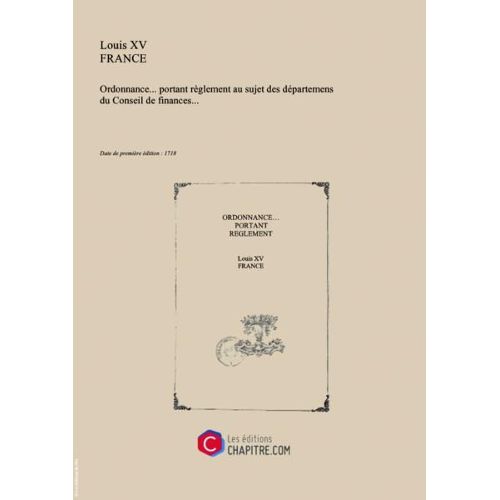 Louis XV
FRANCE
Ordonnance... portant règlement au sujet des départemens
du Conseil de finances...
Date de première édition : 1718
ORDONNANCE...
PORTANT
REGLEMENT
Louis XV
FRANCE
C
Les éditions
CHAPITRE.COM